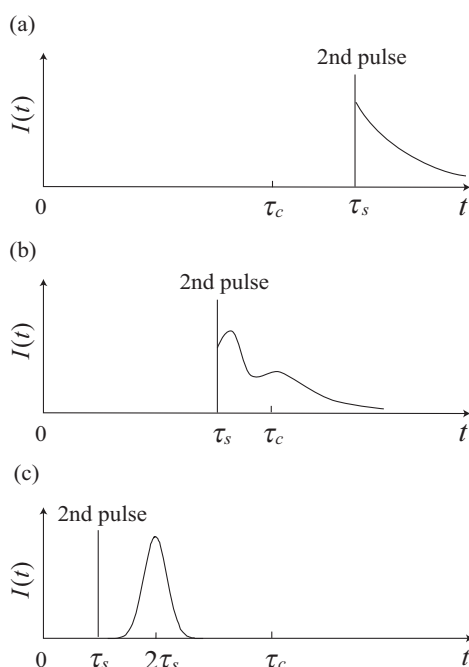 (a)
2nd pulse
I(t)
0
τc
τs
t
(b)
2nd pulse
I(t)
0
τs
τc
t
(c)
2nd pulse
I(t)
0
τs
2τs
τc
t